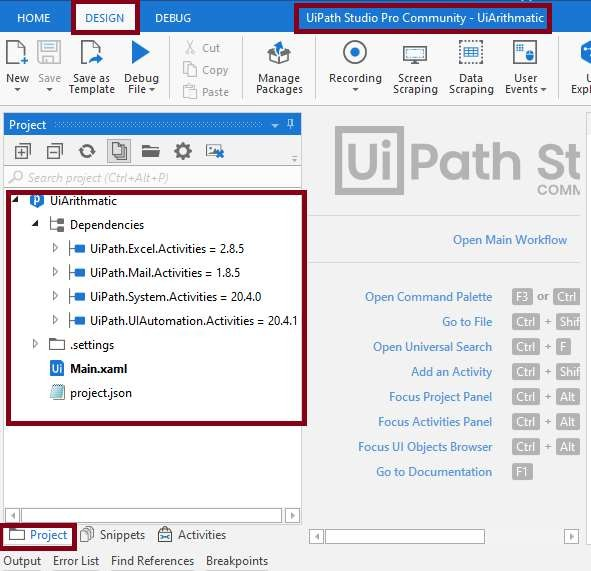 HOME DESIGN DEBUG UiPath Studio Pro Community - UiArithmatic
New Save Save as Template Debug File Cut Copy Paste Manage Packages Recording Screen Scraping Data Scraping User Events
Project
Search project (Ctrl+Alt+P)
UiArithmatic
Dependencies
UiPath.Excel.Activities = 2.8.5
UiPath.Mail.Activities = 1.8.5
UiPath.System.Activities = 20.4.0
UiPath.UIAutomation.Activities = 20.4.1
.settings
Ui Main.xaml
project.json
Project Snippets Activities
Output Error List Find References Breakpoints
Ui Path St
COMM
Open Main Workflow
Open Command Palette F3 or Ctrl
Go to File Ctrl + Shif
Open Universal Search Ctrl + F
Add an Activity Ctrl + Shif
Focus Project Panel Ctrl + Alt
Focus Activities Panel Ctrl + Alt
Focus UI Objects Browser Ctrl + Alt
Go to Documentation F1